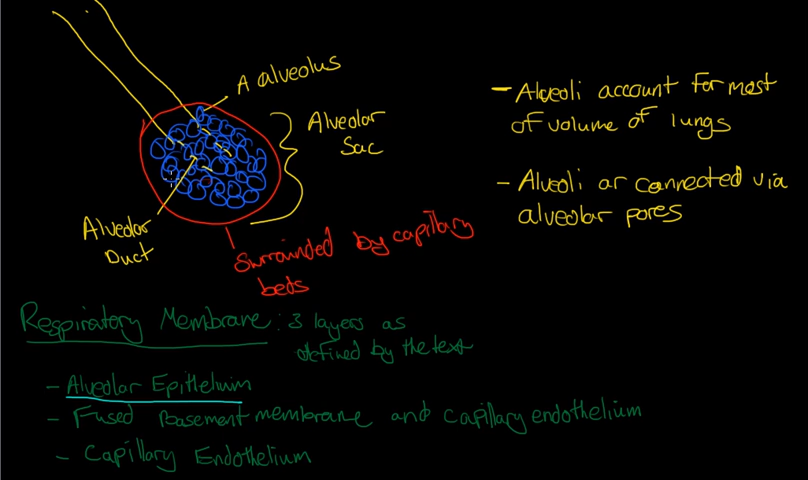 A alveolus
Alveolar
Sac
Alveolar
Duct
Surrounded by capillary
beds
- Alveoli account for most
of volume of lungs
- Alveoli ar connected via
alveolar pores
Respiratory Membrane: 3 layers as
defined by the text
- Alveolar Epithelium
- Fused Basement membrane and capillary endothelium
- Capillary Endothelium